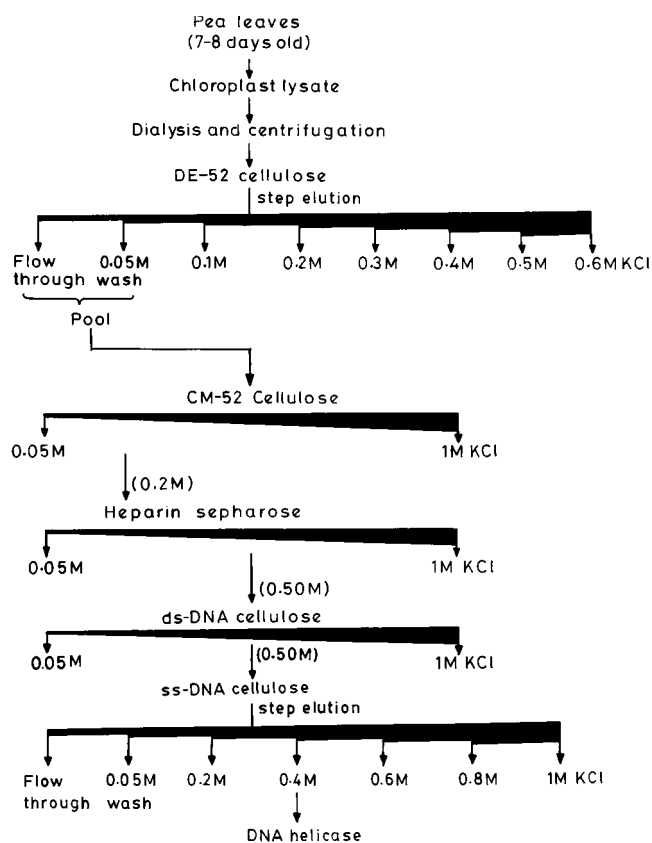 Pea leaves
(7-8 days old)
Chloroplast lysate
Dialysis and centrifugation
DE-52 cellulose
step elution
Flow through 0.05M wash 0.1M 0.2M 0.3M 0.4M 0.5M 0.6M KCl
Pool
CM-52 Cellulose
0.05M 1M KCl
(0.2M)
Heparin sepharose
0.05M 1M KCl
(0.50M)
ds-DNA cellulose
0.05M (0.50M) 1M KCl
ss-DNA cellulose
step elution
Flow through 0.05M wash 0.2M 0.4M 0.6M 0.8M 1M KCl
DNA helicase